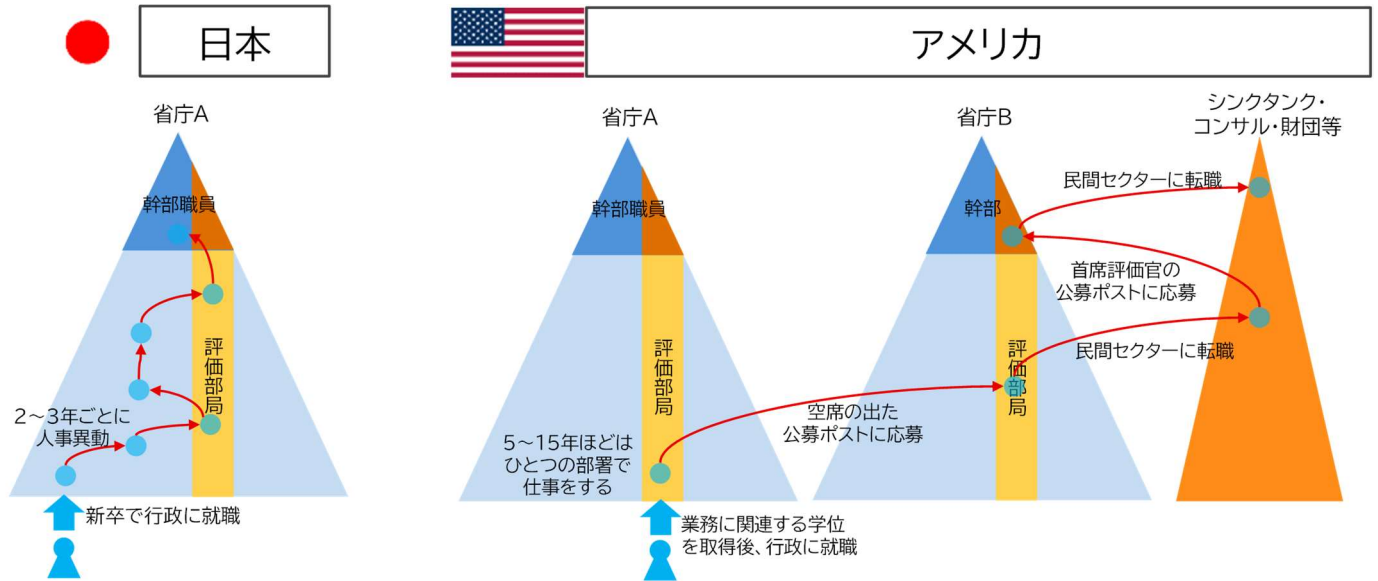 日本
アメリカ
省庁A
幹部職員
評価部局
2～3年ごとに
人事異動
新卒で行政に就職
省庁A
幹部職員
評価部局
5～15年ほどは
ひとつの部署で
仕事をする
業務に関連する学位
を取得後、行政に就職
省庁B
幹部
評価部局
空席の出た
公募ポストに応募
シンクタンク・
コンサル・財団等
民間セクターに転職
首席評価官の
公募ポストに応募
民間セクターに転職